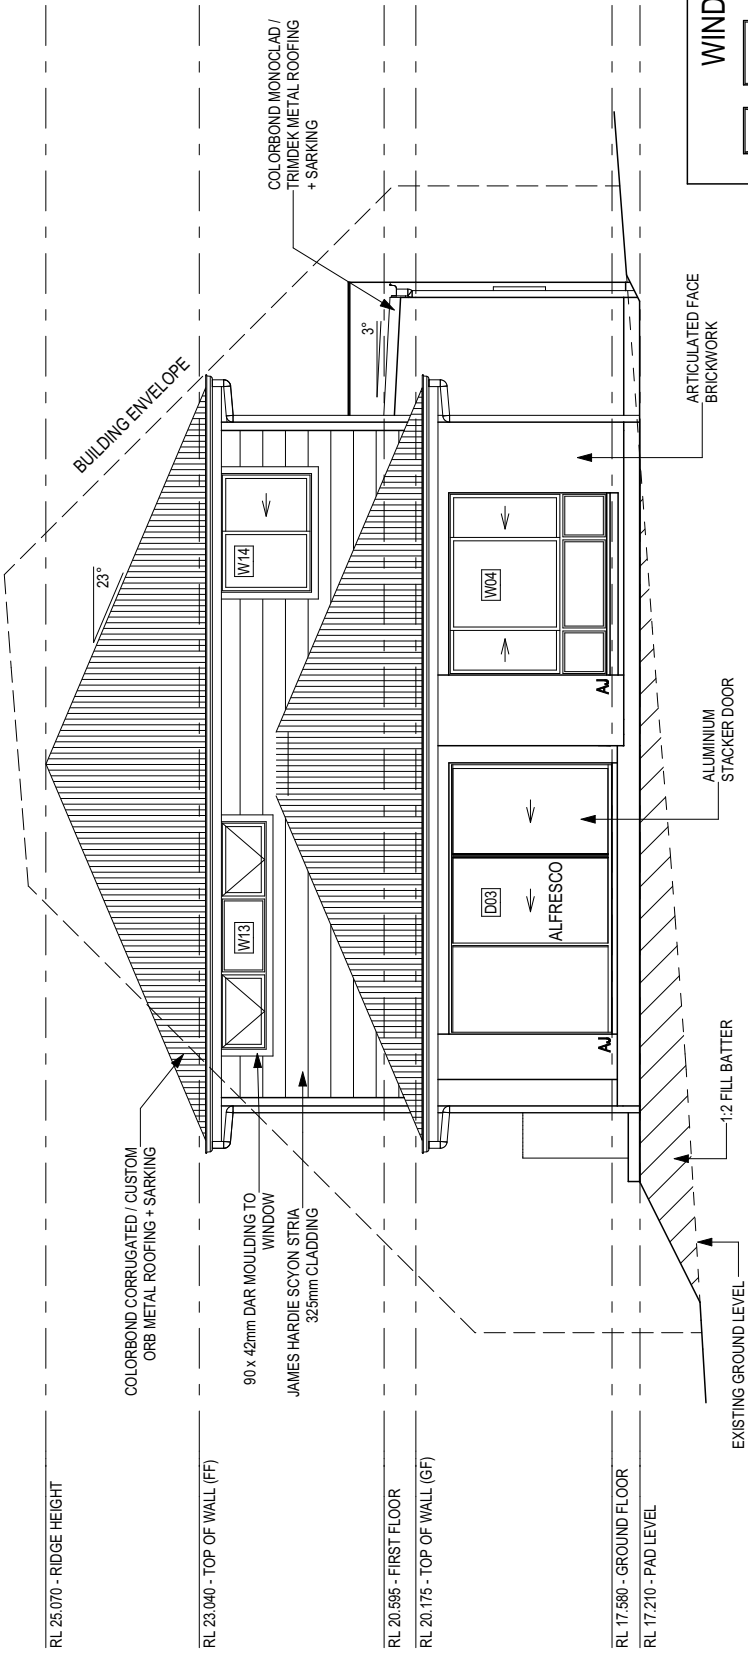 RL 25.070 - RIDGE HEIGHT
RL 23.040 - TOP OF WALL (FF)
RL 20.595 - FIRST FLOOR
RL 20.175 - TOP OF WALL (GF)
RL 17.580 - GROUND FLOOR
RL 17.210 - PAD LEVEL
COLORBOND CORRUGATED / CUSTOM
ORB METAL ROOFING + SARKING
90 x 42mm DAR MOULDING TO
WINDOW
JAMES HARDIE SCYON STRIA
325mm CLADDING
EXISTING GROUND LEVEL
1:2 FILL BATTER
23°
BUILDING ENVELOPE
W13
W14
D03
ALFRESCO
W04
AJ
AJ
ALUMINIUM
STACKER DOOR
ARTICULATED FACE
BRICKWORK
3°
COLORBOND MONOCLAD /
TRIMDEK METAL ROOFING
+ SARKING
WIND